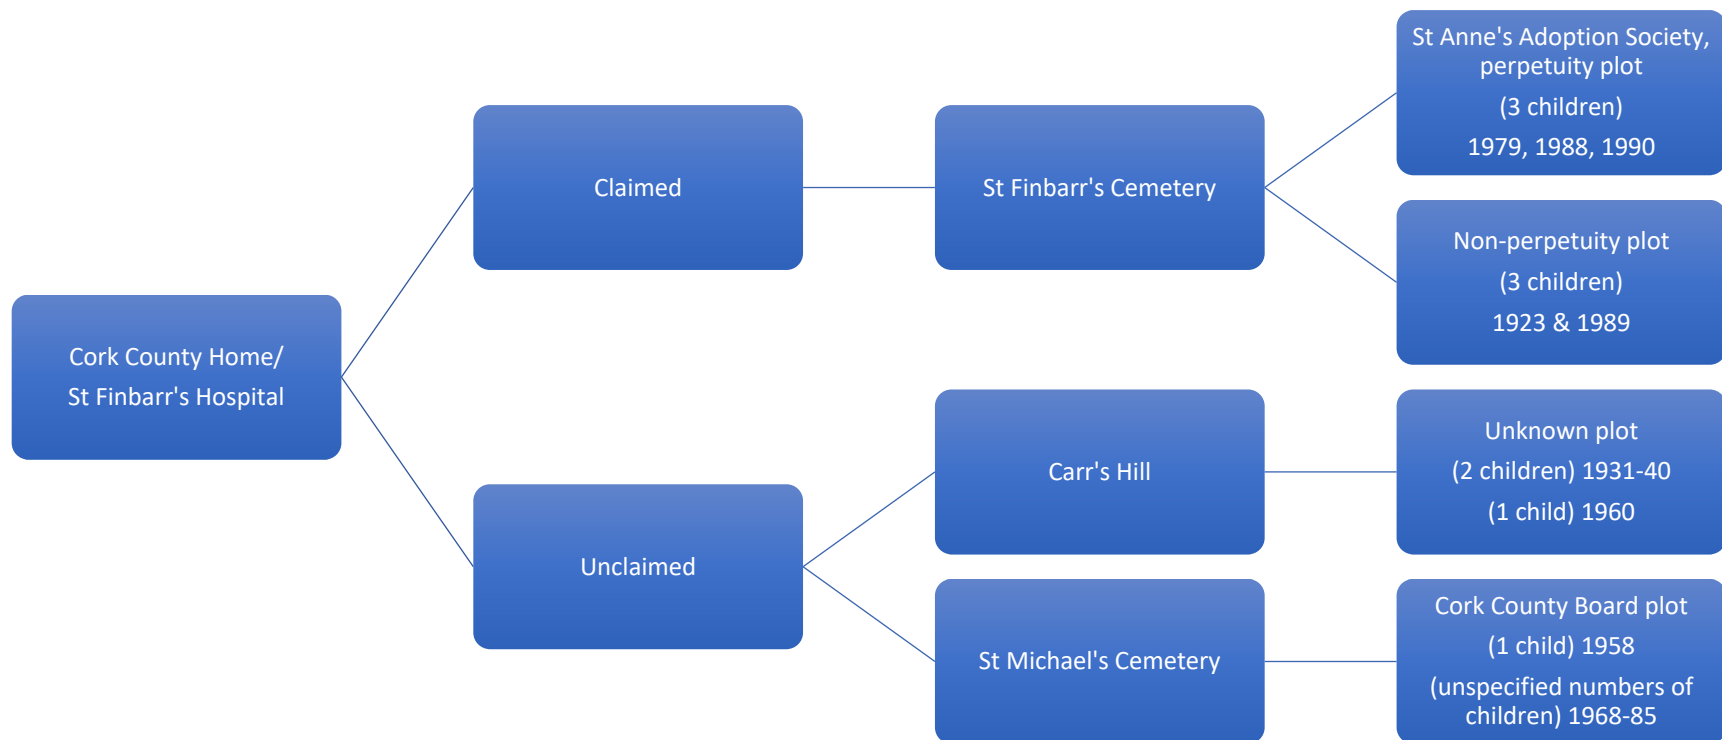 Cork County Home/
St Finbarr's Hospital
Claimed
Unclaimed
St Finbarr's Cemetery
Carr's Hill
St Michael's Cemetery
St Anne's Adoption Society,
perpetuity plot
(3 children)
1979, 1988, 1990
Non-perpetuity plot
(3 children)
1923 & 1989
Unknown plot
(2 children) 1931-40
(1 child) 1960
Cork County Board plot
(1 child) 1958
(unspecified numbers of
children) 1968-85